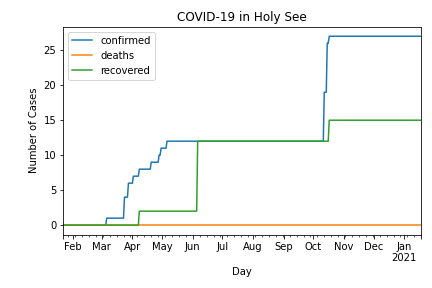 COVID-19 in Holy See
confirmed
deaths
recovered
Number of Cases
25
20
15
10
5
0
Feb Mar Apr May Jun Jul Aug Sep Oct Nov Dec Jan
2021
Day